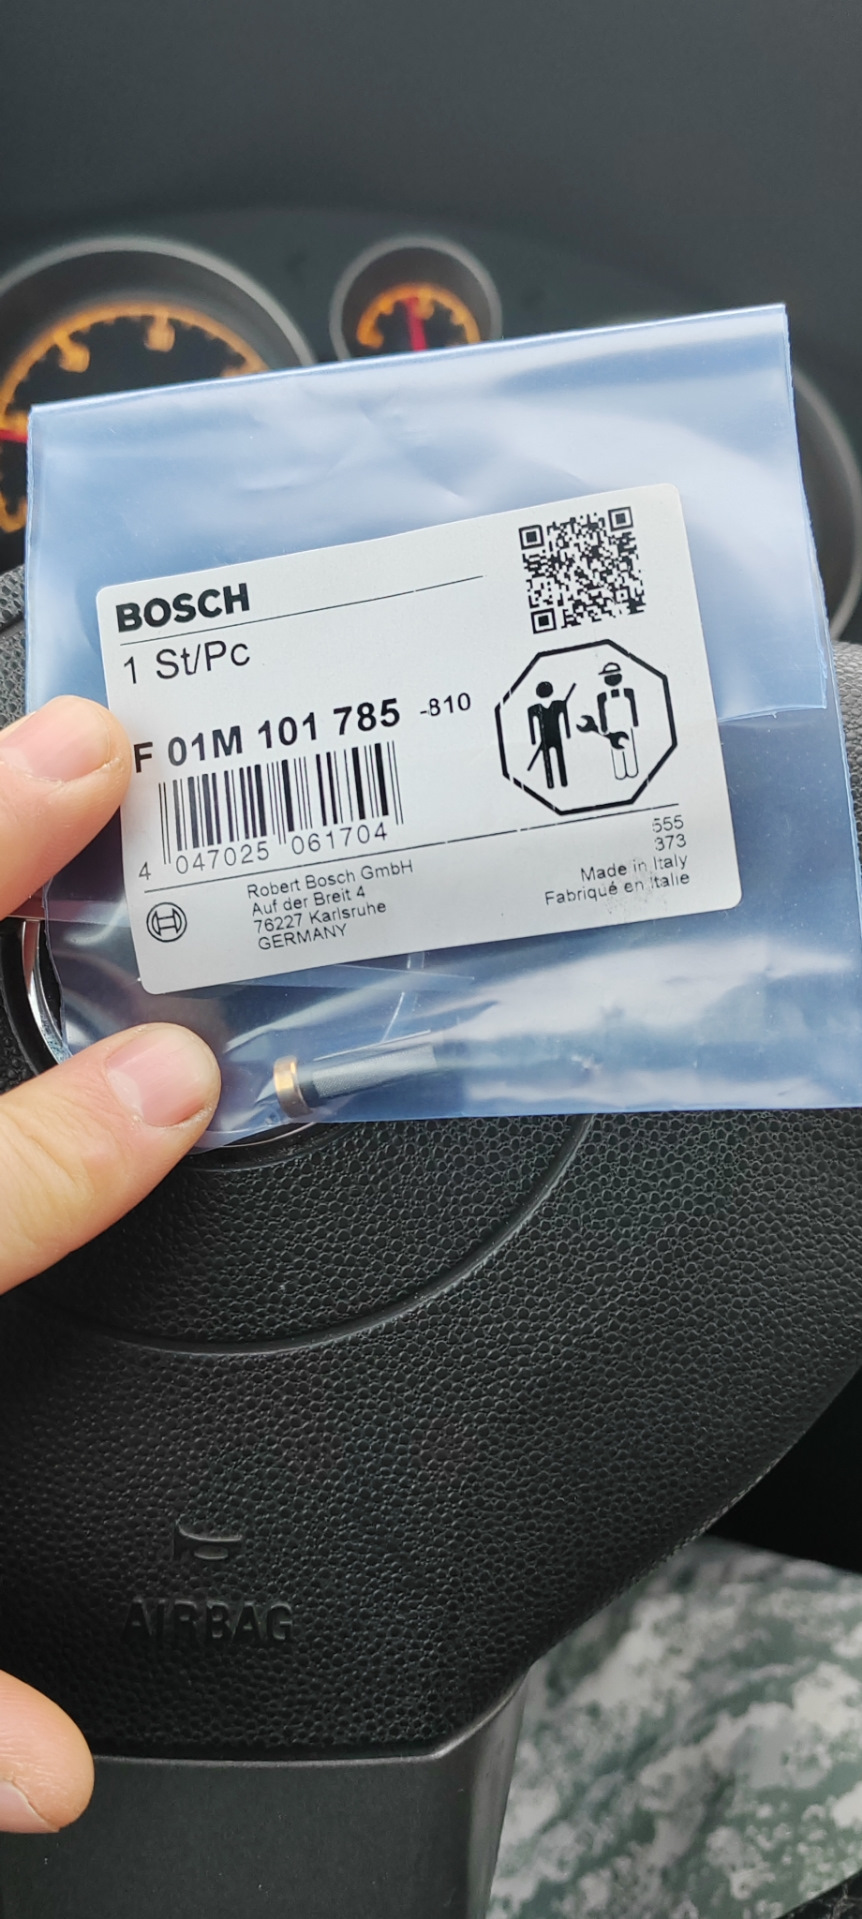 BOSCH
1 St/Pc
F 01M 101 785 -810
4 047025 061704
555
373
Robert Bosch GmbH
Auf der Breit 4
76227 Karlsruhe
GERMANY
Made in Italy
Fabriqué en Italie
AIRBAG